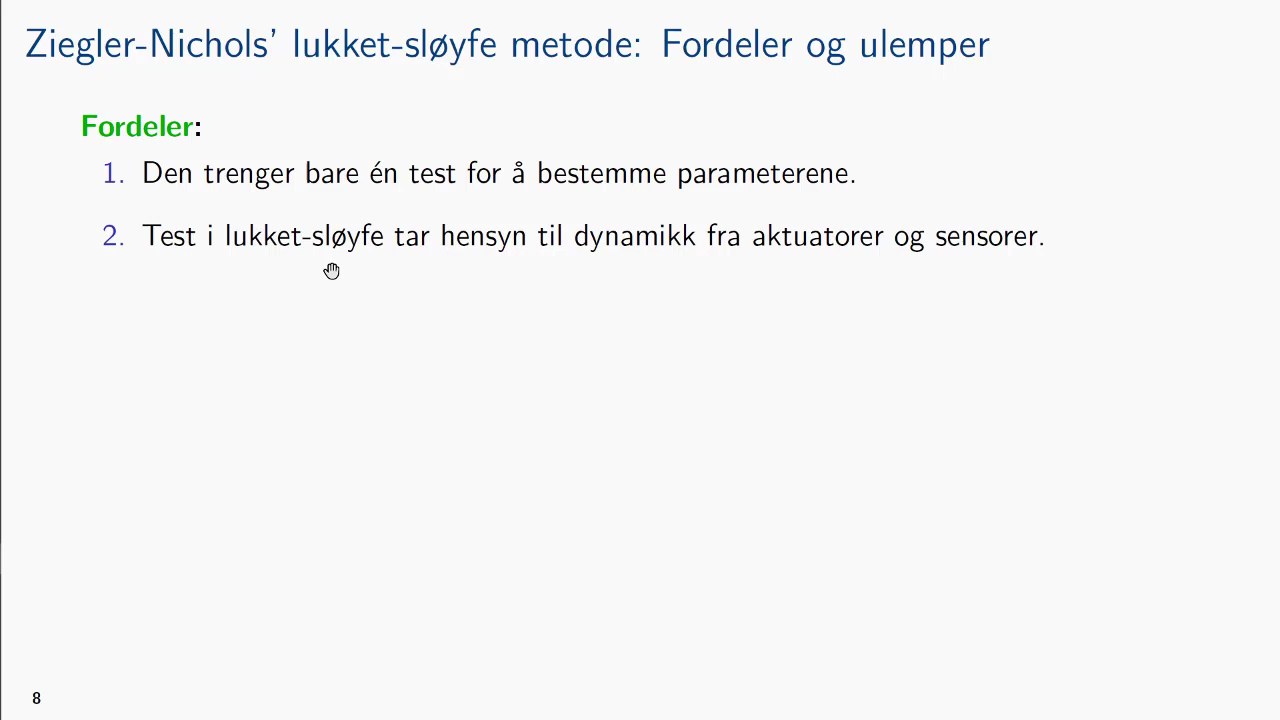 Ziegler-Nichols’ lukket-sløyfe metode: Fordeler og ulemper
Fordeler:
1. Den trenger bare én test for å bestemme parameterene.
2. Test i lukket-sløyfe tar hensyn til dynamikk fra aktuatorer og sensorer.
8